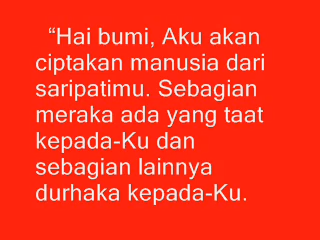 “Hai bumi, Aku akan
ciptakan manusia dari
saripatimu. Sebagian
meraka ada yang taat
kepada-Ku dan
sebagian lainnya
durhaka kepada-Ku.